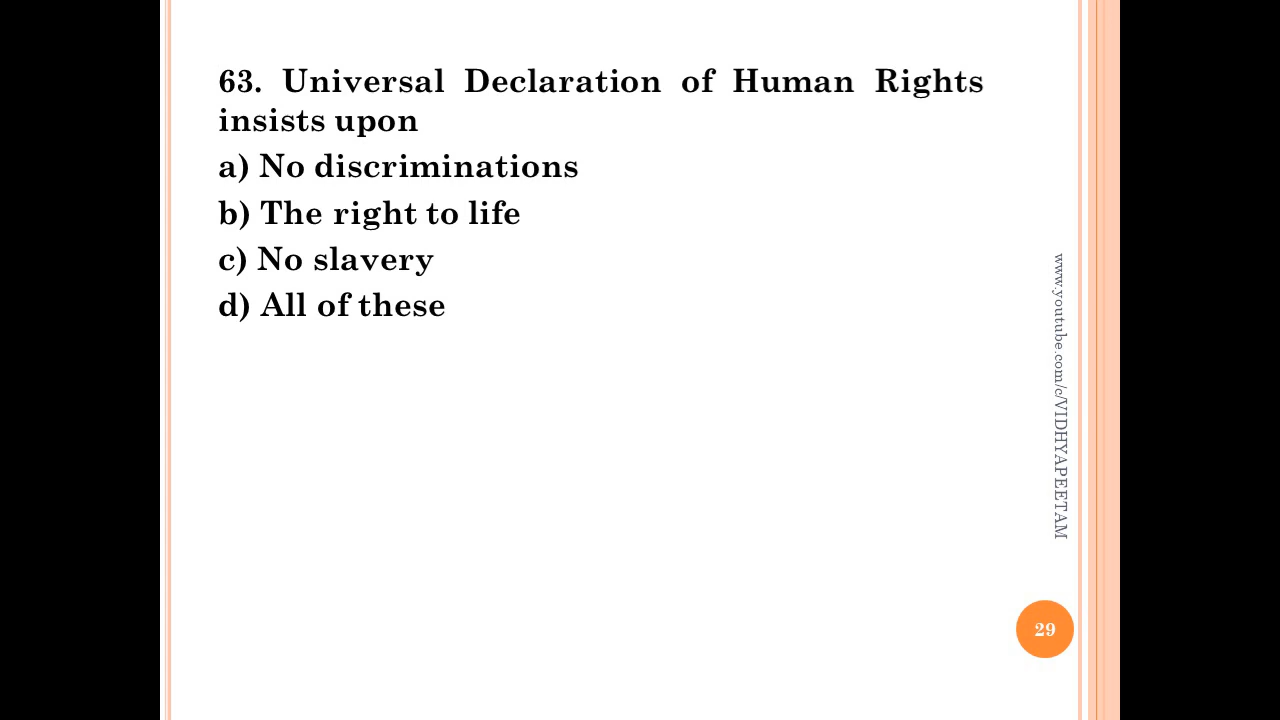 63. Universal Declaration of Human Rights
insists upon
a) No discriminations
b) The right to life
c) No slavery
d) All of these
www.youtube.com/c/VIDHYAPEETAM
29